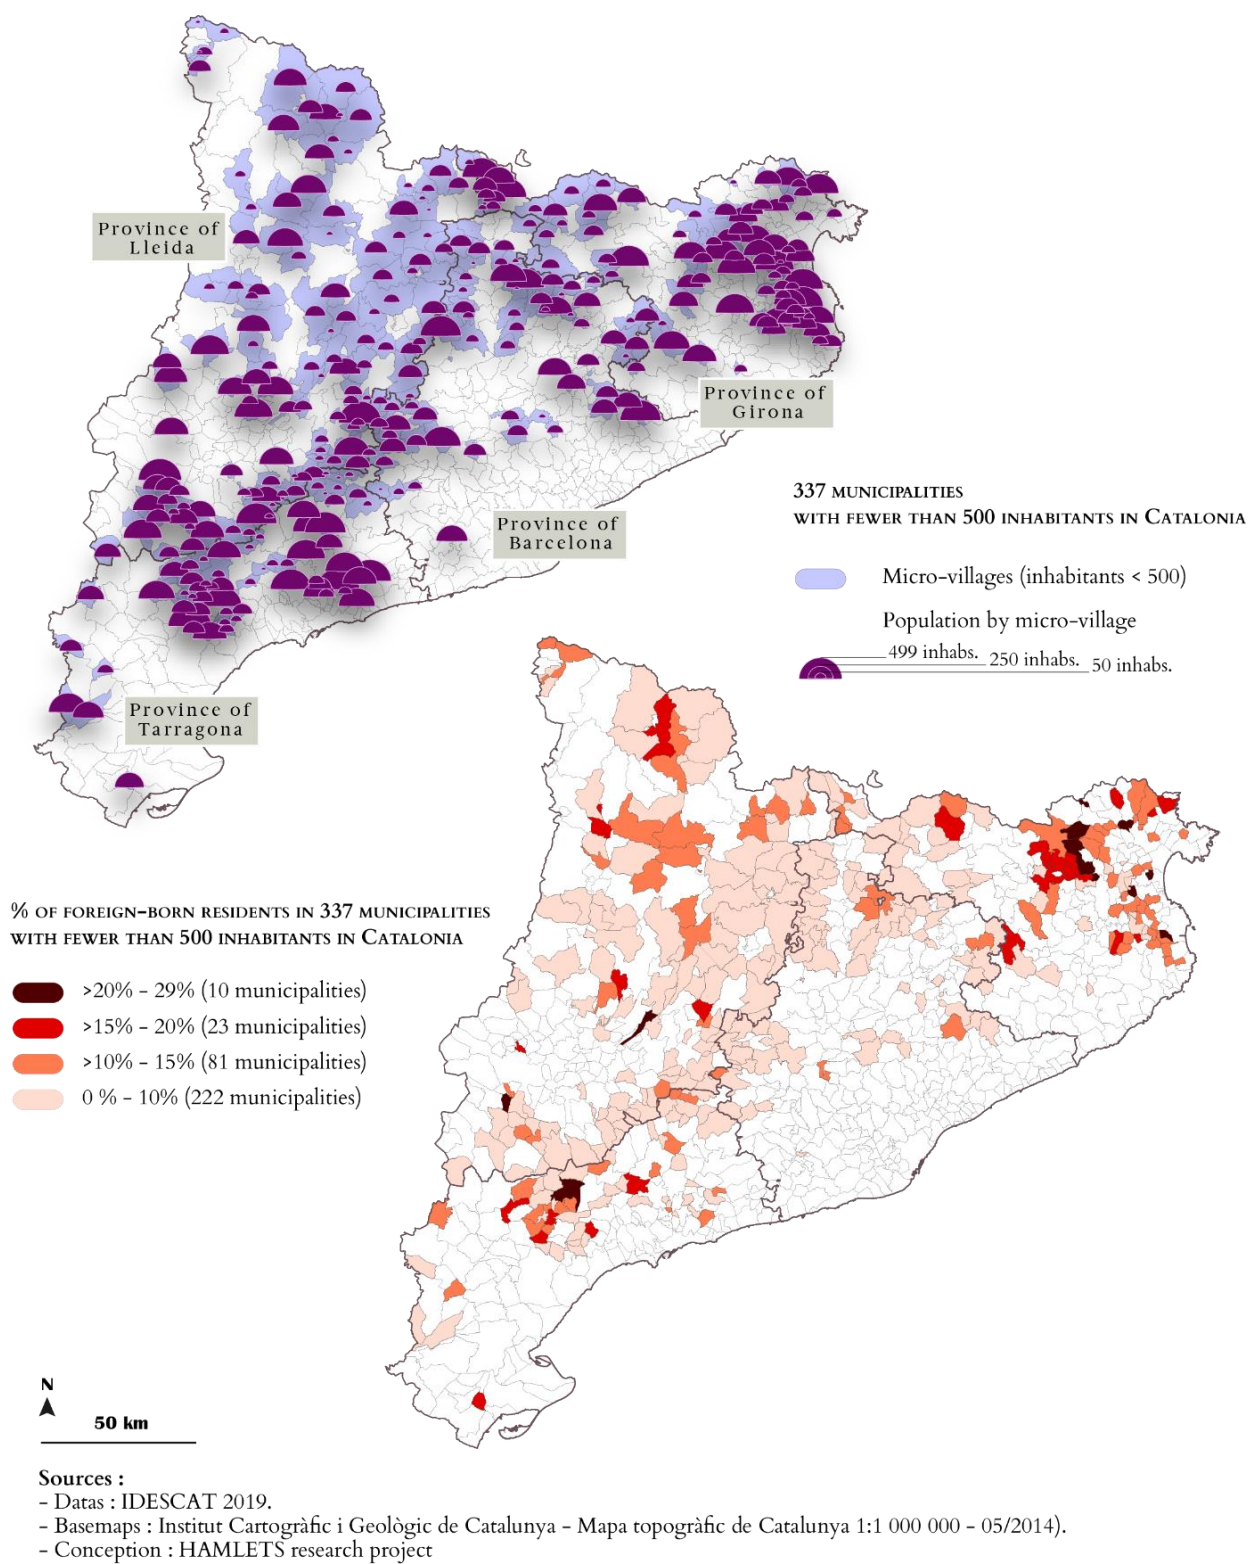 Province of
Lleida
Province of
Girona
Province of
Barcelona
Province of
Tarragona
337 MUNICIPALITIES
WITH FEWER THAN 500 INHABITANTS IN CATALONIA
Micro-villages (inhabitants < 500)
Population by micro-village
499 inhabs.
250 inhabs.
50 inhabs.
% OF FOREIGN-BORN RESIDENTS IN 337 MUNICIPALITIES
WITH FEWER THAN 500 INHABITANTS IN CATALONIA
>20% - 29% (10 municipalities)
>15% - 20% (23 municipalities)
>10% - 15% (81 municipalities)
0 % - 10% (222 municipalities)
N
50 km
Sources :
- Datas : IDESCAT 2019.
- Basemaps : Institut Cartogràfic i Geològic de Catalunya - Mapa topogràfic de Catalunya 1:1 000 000 - 05/2014).
- Conception : HAMLETS research project